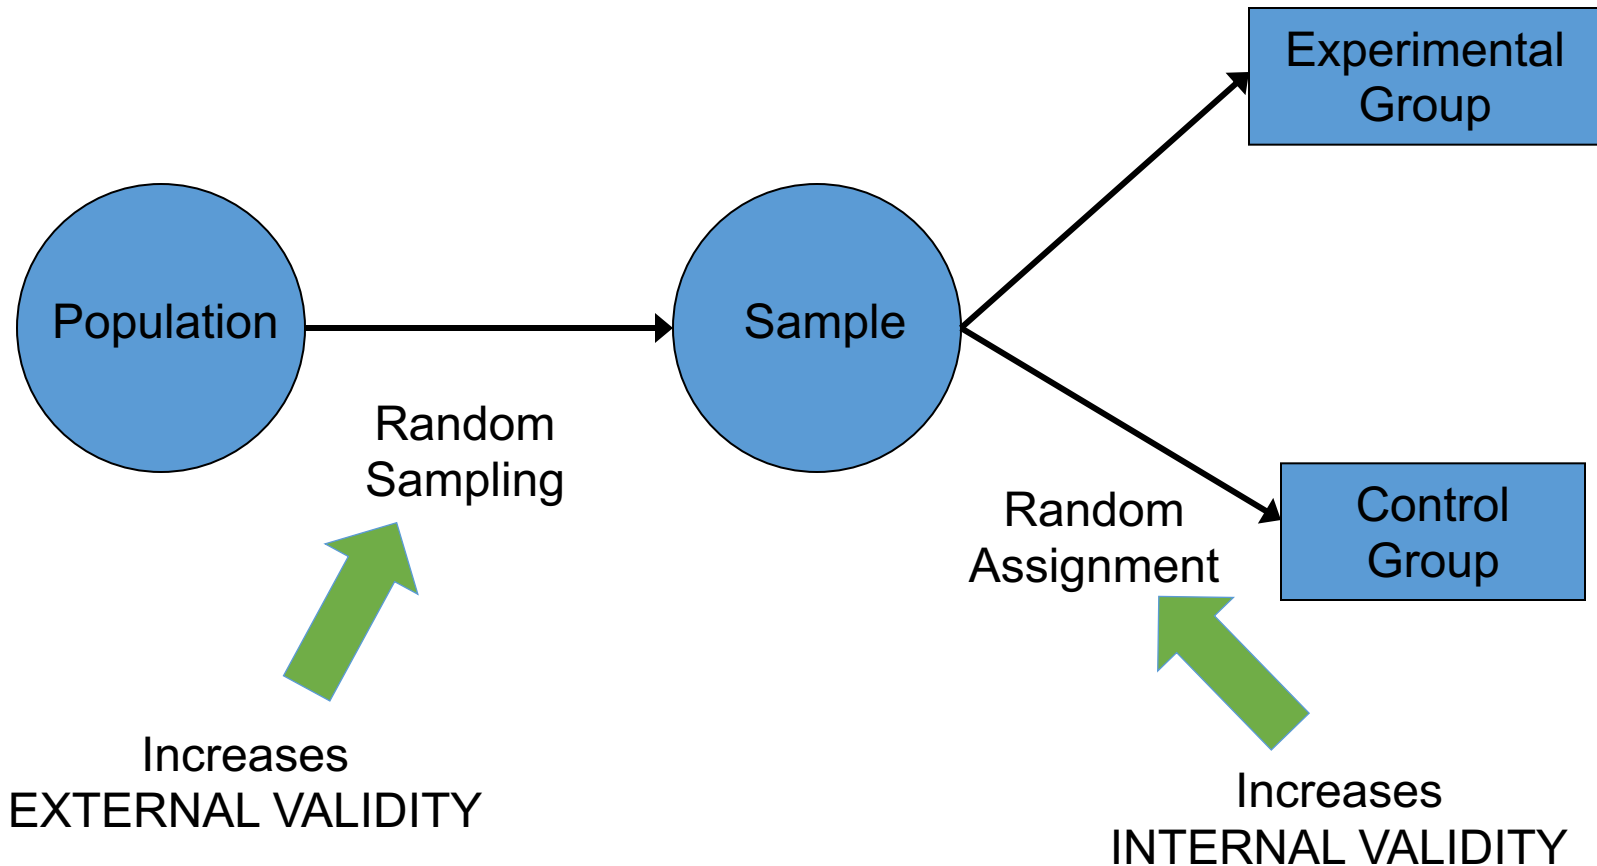 Experimental
Group
Population
Sample
Random
Sampling
Random
Assignment
Control
Group
Increases
EXTERNAL VALIDITY
Increases
INTERNAL VALIDITY